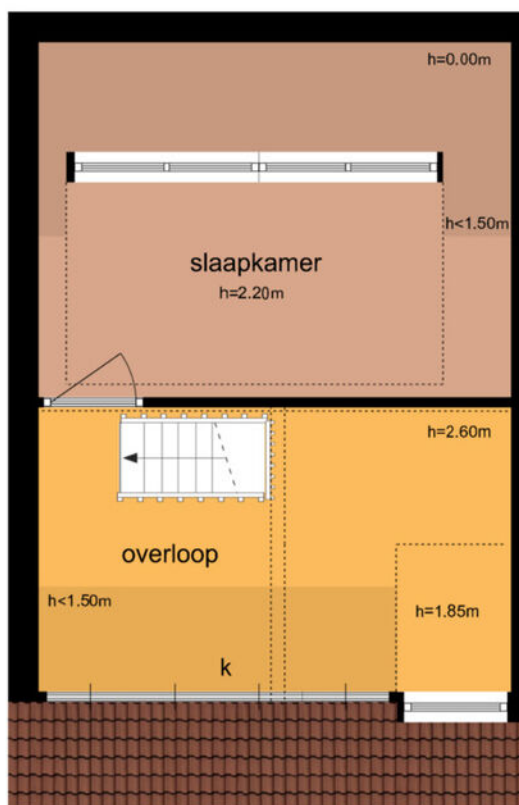 h=0.00m
h<1.50m
slaapkamer
h=2.20m
h=2.60m
overloop
h<1.50m
h=1.85m
k